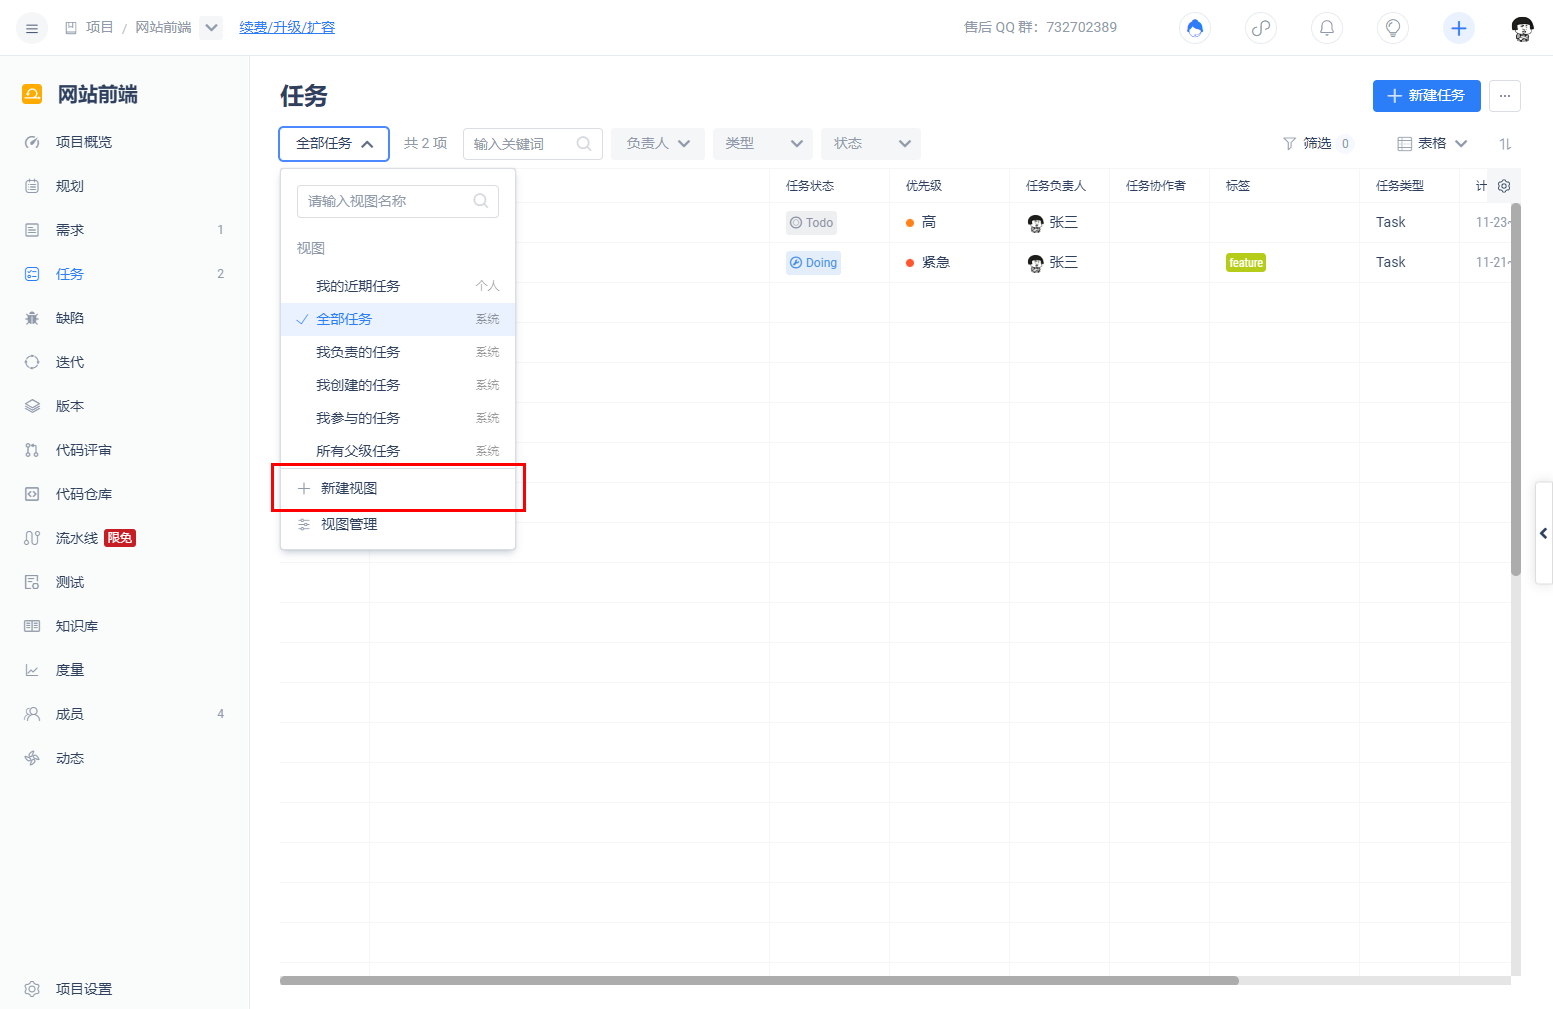 项目 / 网站前端 续费/升级/扩容 售后 QQ 群：732702389
网站前端
项目概览
规划
需求 1
任务 2
缺陷
迭代
版本
代码评审
代码仓库
流水线 限免
测试
知识库
度量
成员 4
动态
项目设置
任务
新建任务
全部任务 共 2 项 输入关键词 负责人 类型 状态 筛选 0 表格
请输入视图名称
视图
我的近期任务 个人
全部任务 系统
我负责的任务 系统
我创建的任务 系统
我参与的任务 系统
所有父级任务 系统
新建视图
视图管理
任务状态 优先级 任务负责人 任务协作者 标签 任务类型 计
Todo 高 张三 Task 11-23~
Doing 紧急 张三 feature Task 11-21~